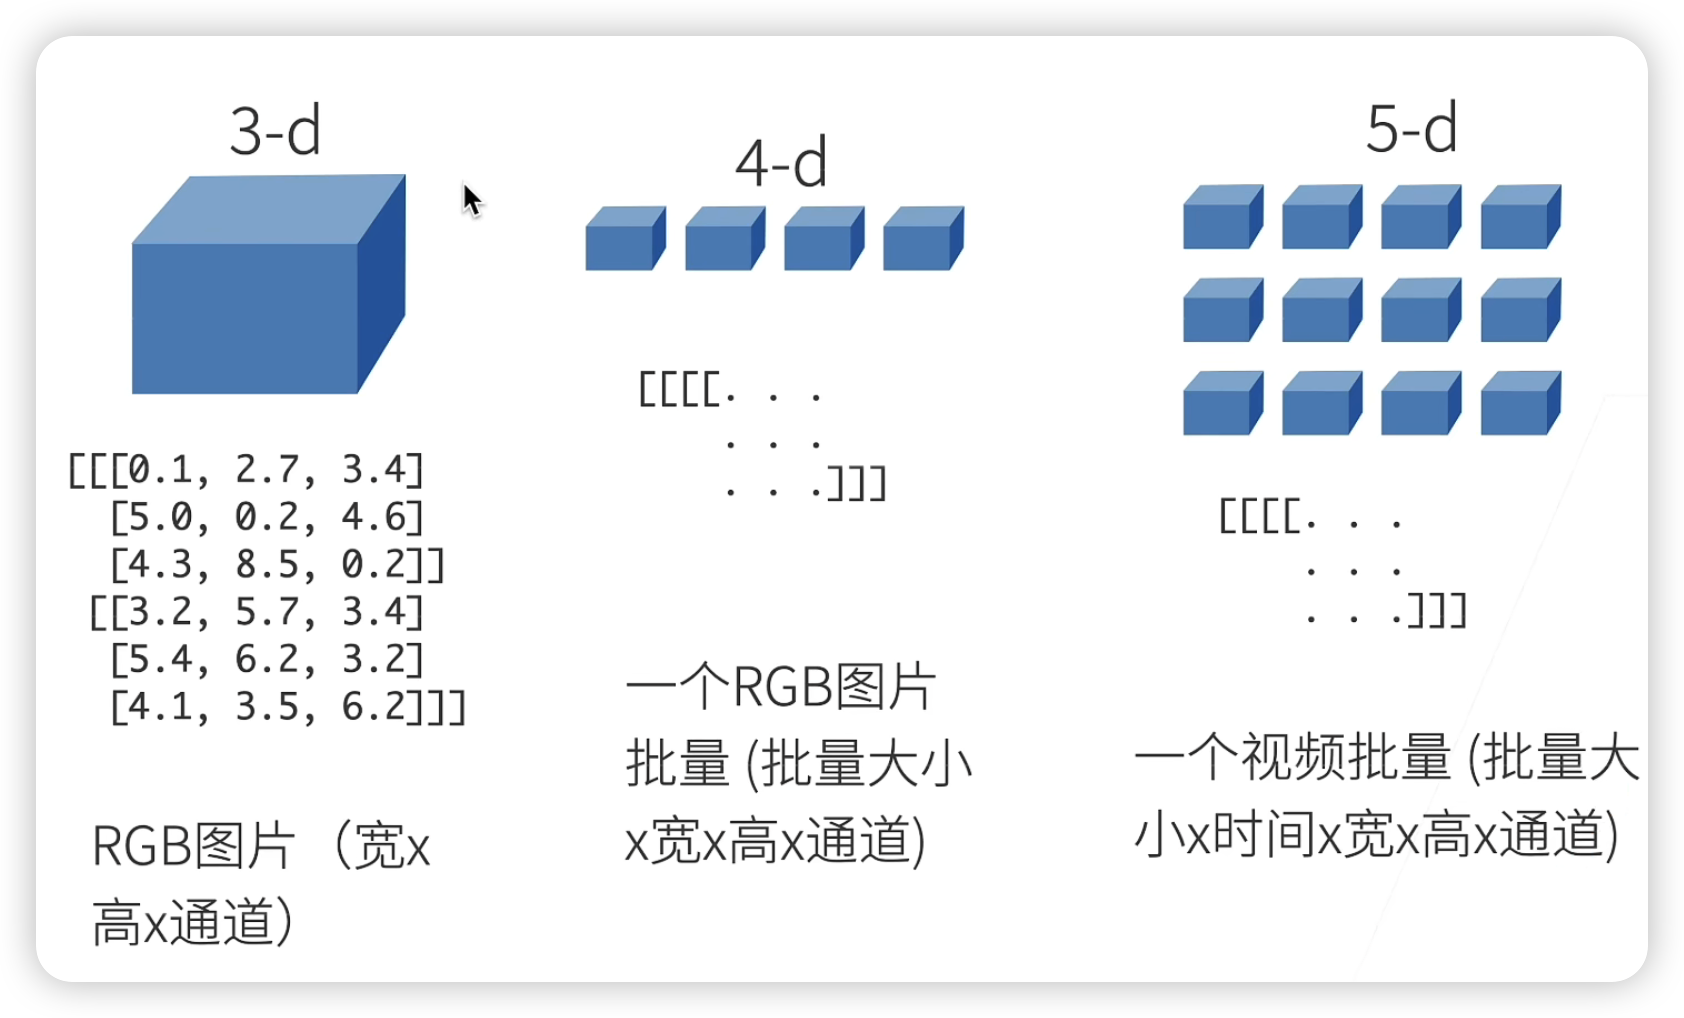 3-d
[[[0.1, 2.7, 3.4]
[5.0, 0.2, 4.6]
[4.3, 8.5, 0.2]]
[[3.2, 5.7, 3.4]
[5.4, 6.2, 3.2]
[4.1, 3.5, 6.2]]]
RGB图片（宽x
高x通道）
4-d
[[[[. . .
. . .
. . .]]]
一个RGB图片
批量 (批量大小
x宽x高x通道)
5-d
[[[[. . .
. . .
. . .]]]
一个视频批量 (批量大
小x时间x宽x高x通道)